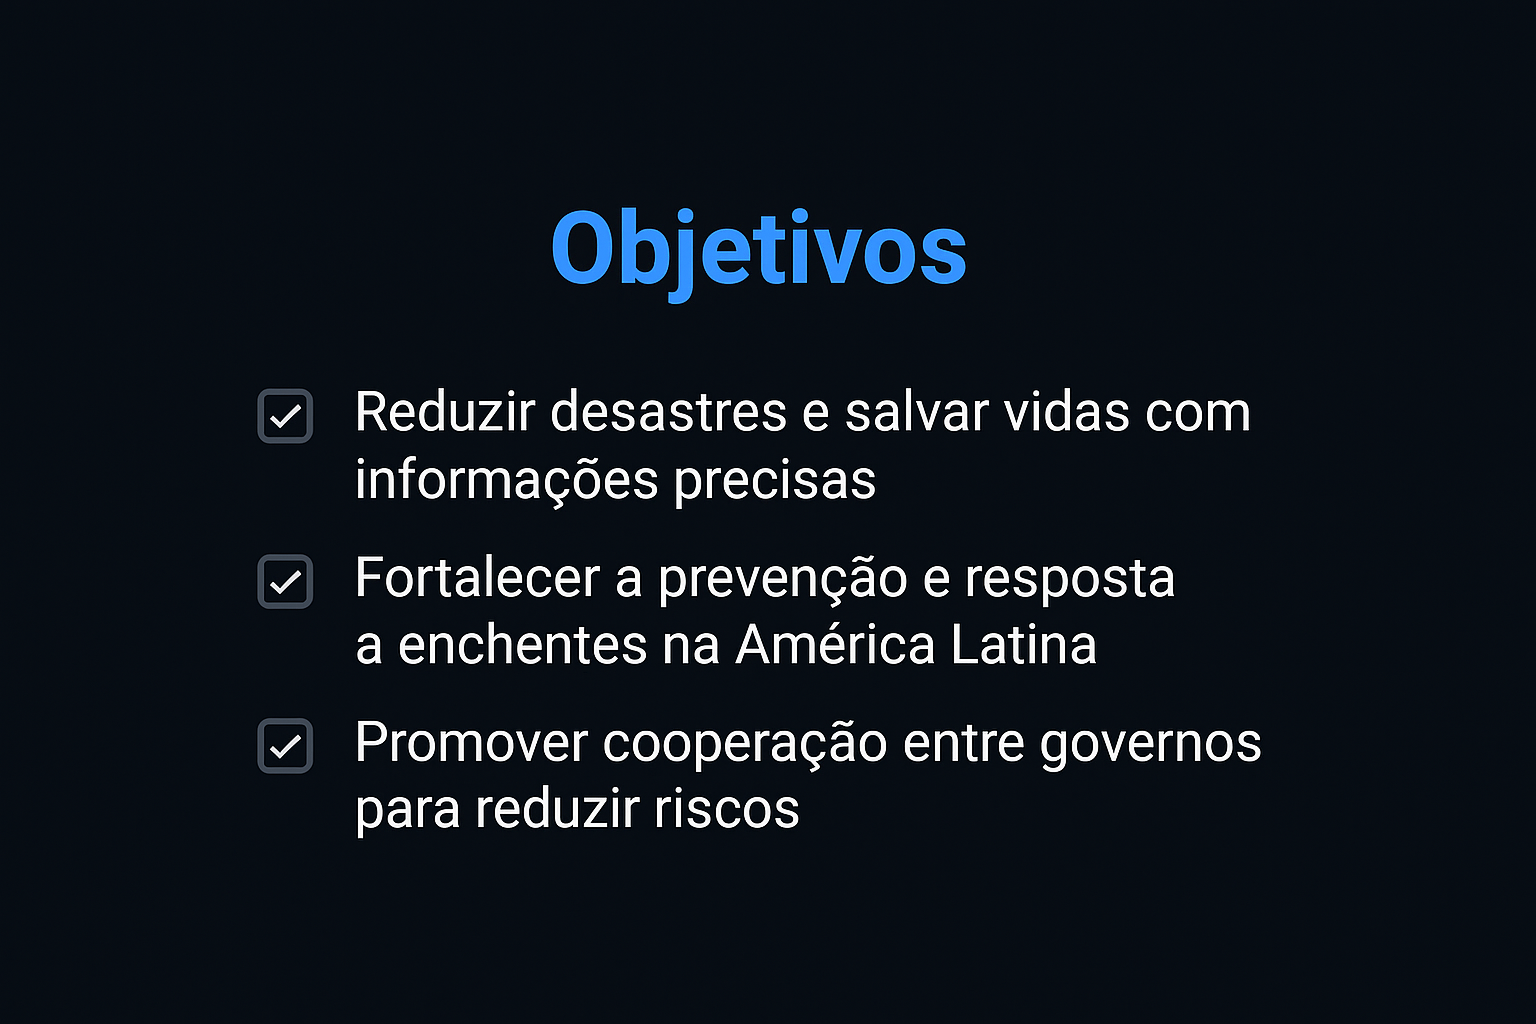 Objetivos
Reduzir desastres e salvar vidas com
informações precisas
Fortalecer a prevenção e resposta
a enchentes na América Latina
Promover cooperação entre governos
para reduzir riscos